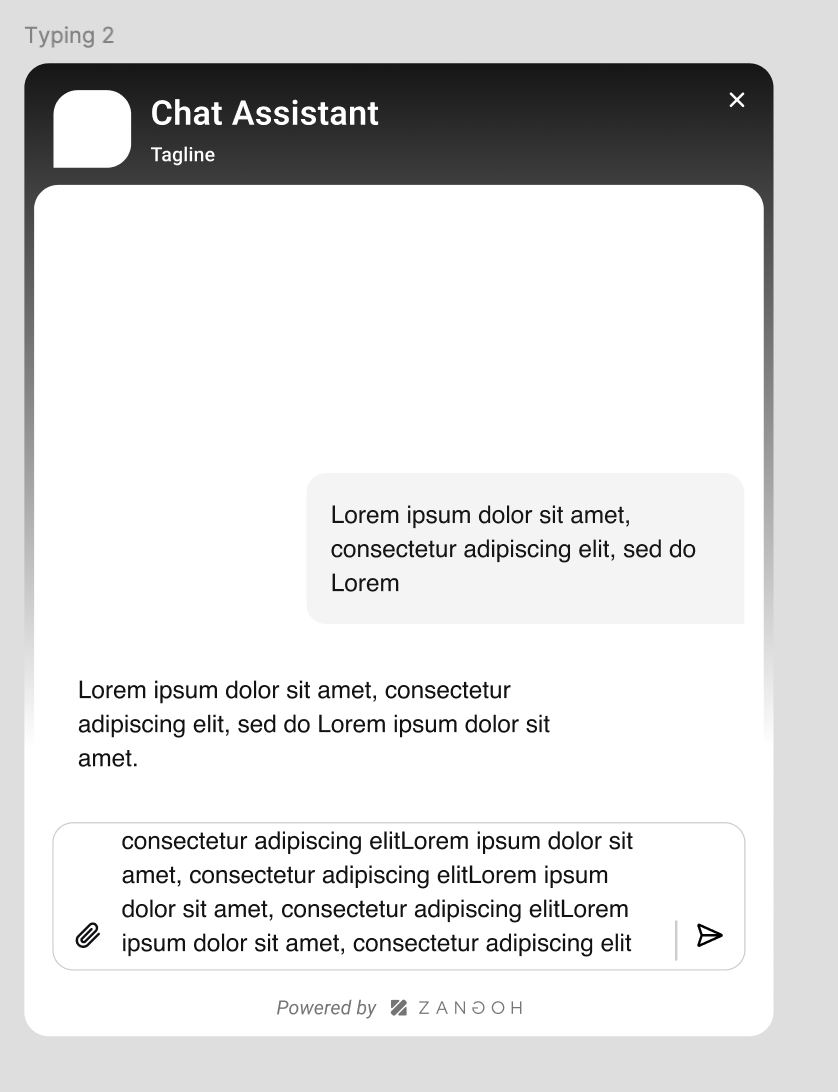 Typing 2
Chat Assistant
Tagline
Lorem ipsum dolor sit amet,
consectetur adipiscing elit, sed do
Lorem
Lorem ipsum dolor sit amet, consectetur
adipiscing elit, sed do Lorem ipsum dolor sit
amet.
consectetur adipiscing elitLorem ipsum dolor sit
amet, consectetur adipiscing elitLorem ipsum
dolor sit amet, consectetur adipiscing elitLorem
ipsum dolor sit amet, consectetur adipiscing elit
Powered by ZANGOH